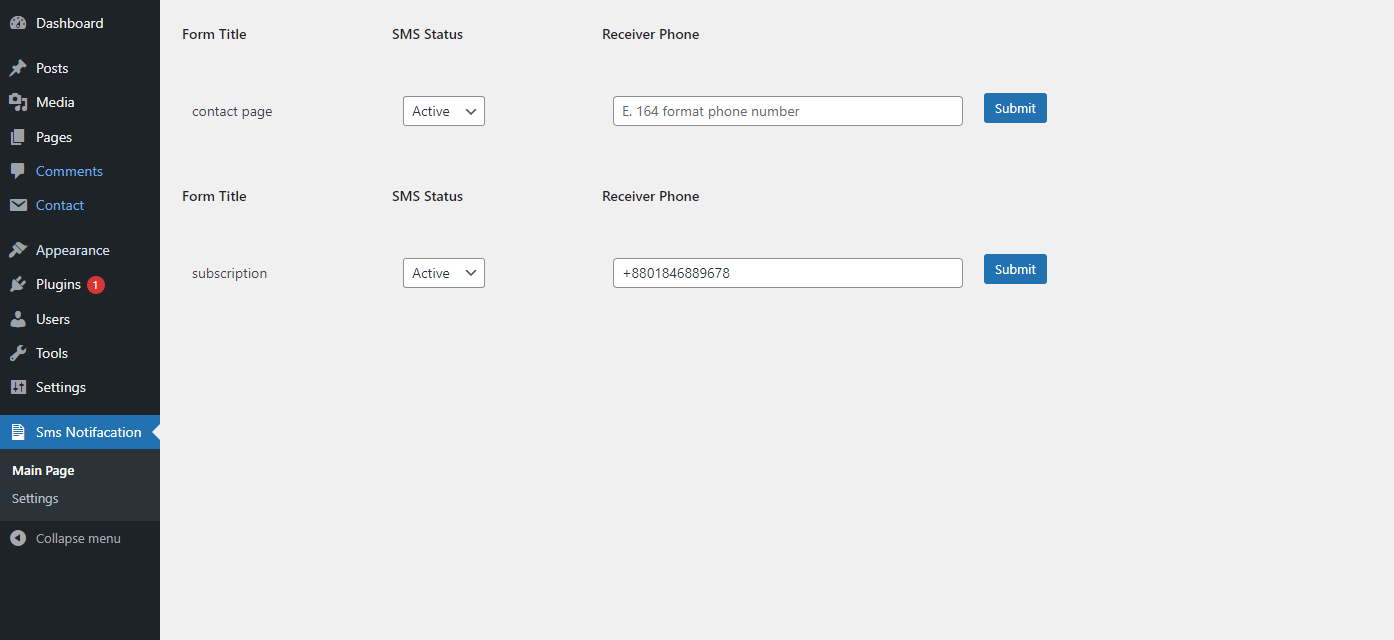 Dashboard
Posts
Media
Pages
Comments
Contact
Appearance
Plugins 1
Users
Tools
Settings
Sms Notifacation
Main Page
Settings
Collapse menu
Form Title SMS Status Receiver Phone
contact page Active E. 164 format phone number Submit
Form Title SMS Status Receiver Phone
subscription Active +8801846889678 Submit